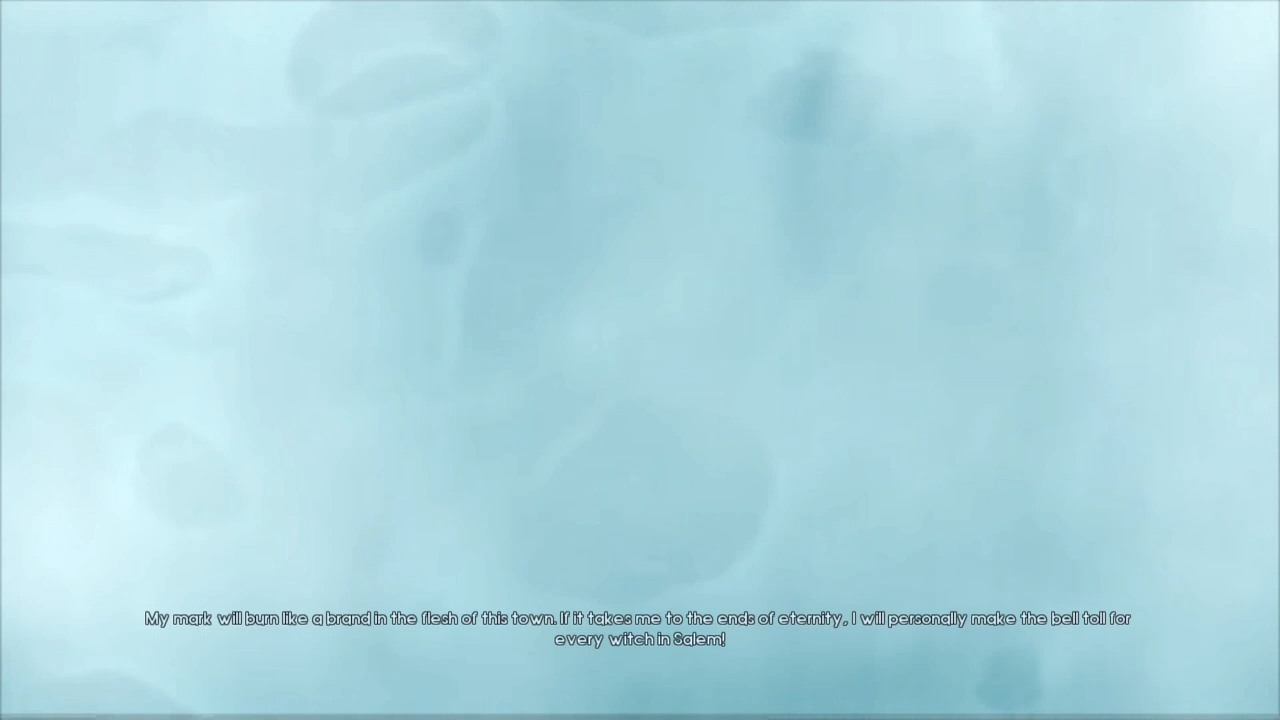 My mark will burn like a brand in the flesh of this town. If it takes me to the ends of eternity, I will personally make the bell toll for
every witch in Salem!